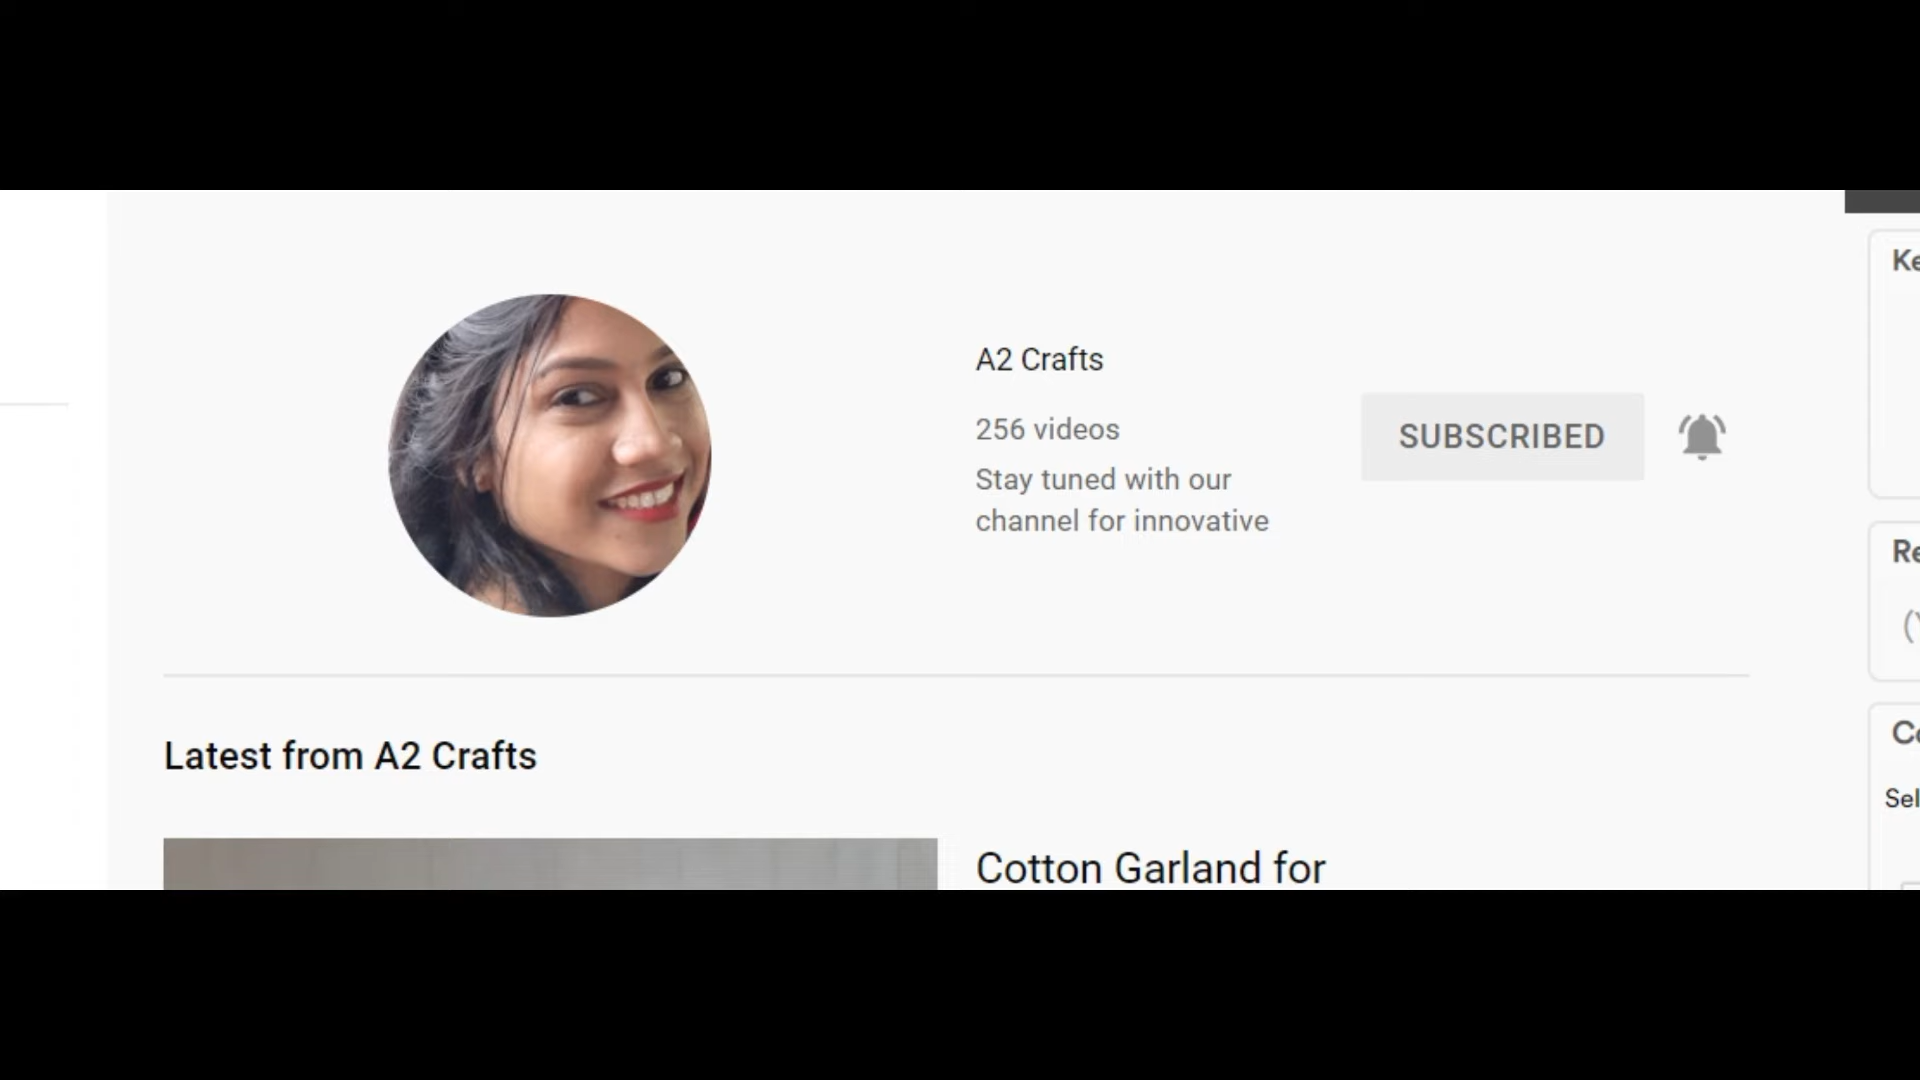 A2 Crafts
256 videos
Stay tuned with our
channel for innovative
SUBSCRIBED
Latest from A2 Crafts
Cotton Garland for